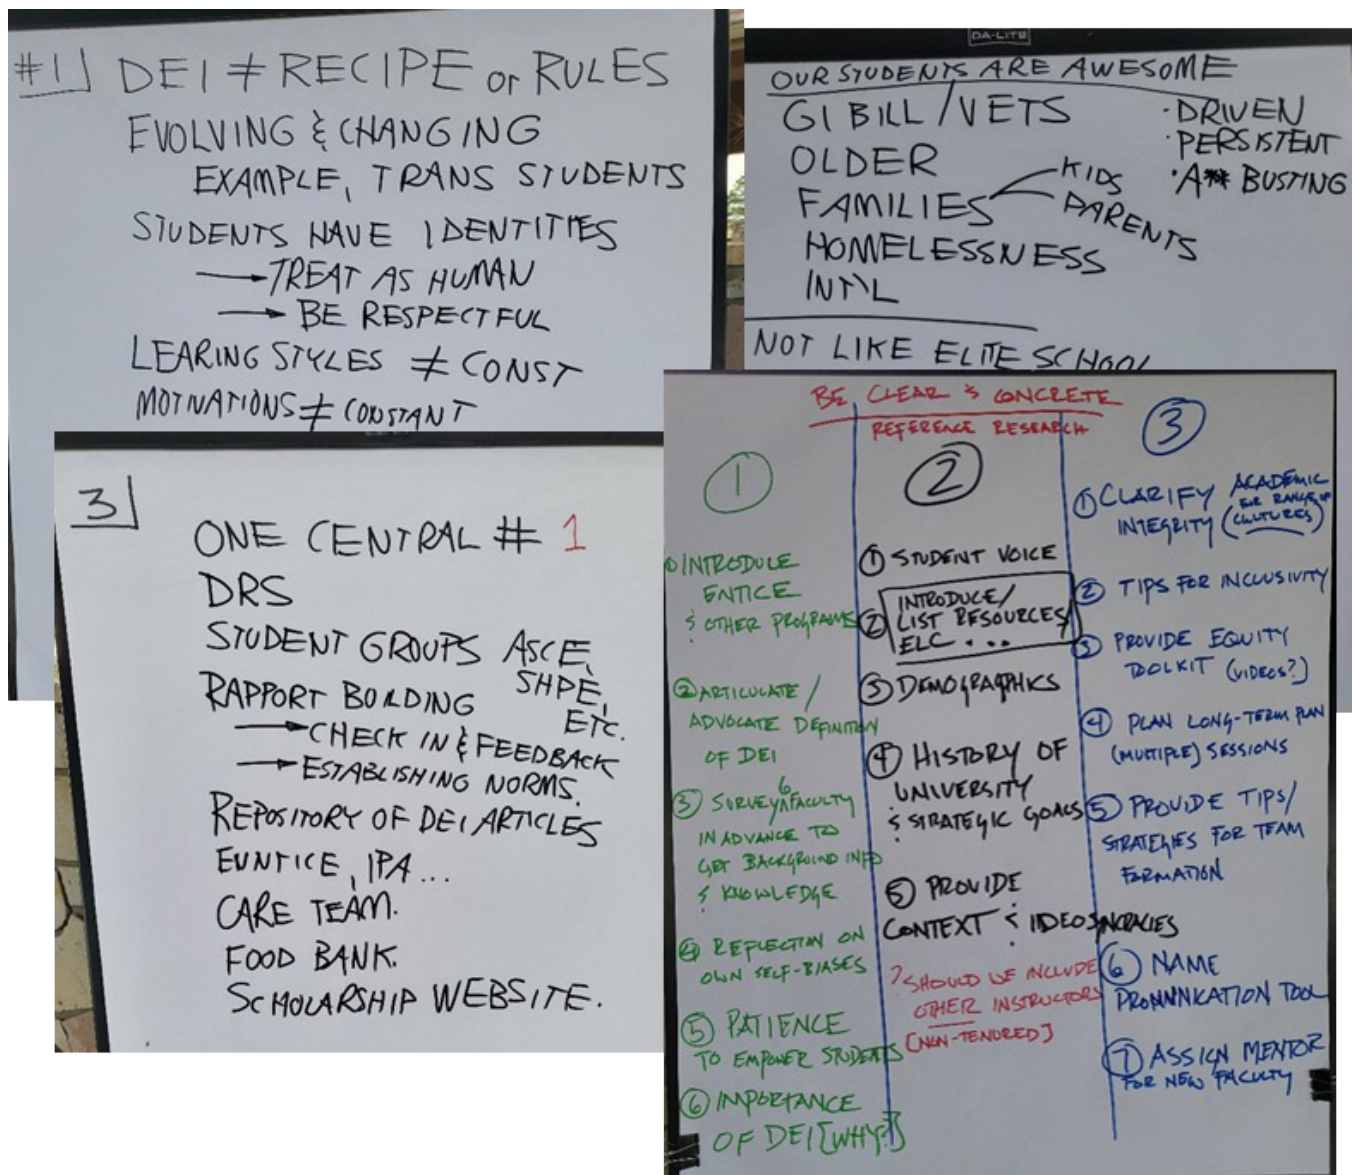 #1 DEI ≠ RECIPE or RULES
EVOLVING & CHANGING
EXAMPLE, TRANS STUDENTS
STUDENTS HAVE IDENTITIES
→ TREAT AS HUMAN
→ BE RESPECTFUL
LEARING STYLES ≠ CONST
MOTIVATIONS ≠ CONSTANT
DA-LITE
OUR STUDENTS ARE AWESOME
GI BILL / VETS
OLDER
FAMILIES
KIDS
PARENTS
HOMELESSNESS
INT'L
· DRIVEN
· PERSISTENT
· A** BUSTING
NOT LIKE ELITE SCHOOL
3
ONE CENTRAL # 1
DRS
STUDENT GROUPS ASCE,
SHPE,
ETC.
RAPPORT BUILDING
→ CHECK IN & FEEDBACK
→ ESTABLISHING NORMS.
REPOSITORY OF DEI ARTICLES
EUNTICE, IPA ...
CARE TEAM.
FOOD BANK.
SCHOLARSHIP WEBSITE.
BE CLEAR & CONCRETE
REFERENCE RESEARCH
1
① INTRODUCE
ENTICE
& OTHER PROGRAMS
② ARTICULATE /
ADVOCATE DEFINITION
OF DEI
③ SURVEY FACULTY
IN ADVANCE TO
GET BACKGROUND INFO
& KNOWLEDGE
④ REFLECTION ON
OWN SELF-BIASES
⑤ PATIENCE
TO EMPOWER STUDENTS
⑥ IMPORTANCE
OF DEI [WHY?]
2
① STUDENT VOICE
② INTRODUCE /
LIST RESOURCES /
ELC ...
③ DEMOGRAPHICS
④ HISTORY OF
UNIVERSITY
& STRATEGIC GOALS
⑤ PROVIDE
CONTEXT & IDEOSYNCRACIES
? SHOULD WE INCLUDE
OTHER INSTRUCTORS
[NON-TENURED]
3
① CLARIFY ACADEMIC
INTEGRITY (FOR RANGE OF
CULTURES)
② TIPS FOR INCLUSIVITY
③ PROVIDE EQUITY
TOOLKIT (VIDEOS?)
④ PLAN LONG-TERM PLAN
(MULTIPLE) SESSIONS
⑤ PROVIDE TIPS /
STRATEGIES FOR TEAM
FORMATION
⑥ NAME
PRONNNICATION TOOL
⑦ ASSIGN MENTOR
FOR NEW FACULTY